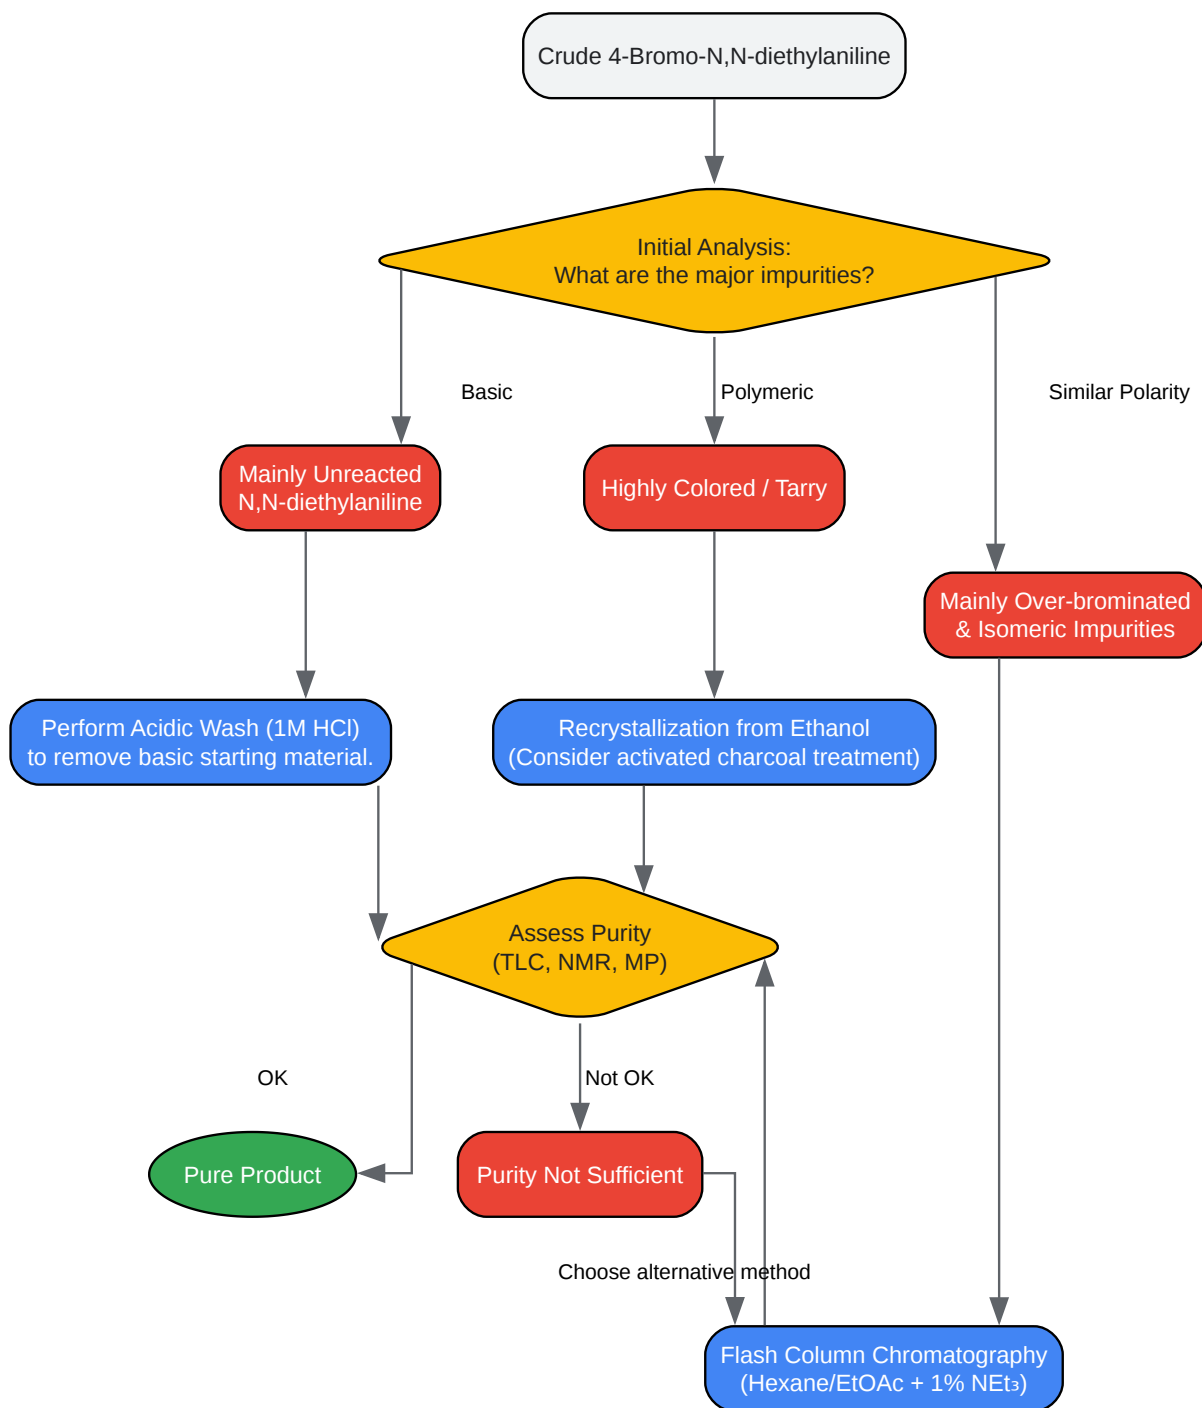 Crude 4-Bromo-N,N-diethylaniline
Initial Analysis:
What are the major impurities?
Basic
Polymeric
Similar Polarity
Mainly Unreacted
N,N-diethylaniline
Highly Colored / Tarry
Mainly Over-brominated
& Isomeric Impurities
Perform Acidic Wash (1M HCl)
to remove basic starting material.
Recrystallization from Ethanol
(Consider activated charcoal treatment)
Assess Purity
(TLC, NMR, MP)
OK
Not OK
Pure Product
Purity Not Sufficient
Choose alternative method
Flash Column Chromatography
(Hexane/EtOAc + 1% NEt₃)